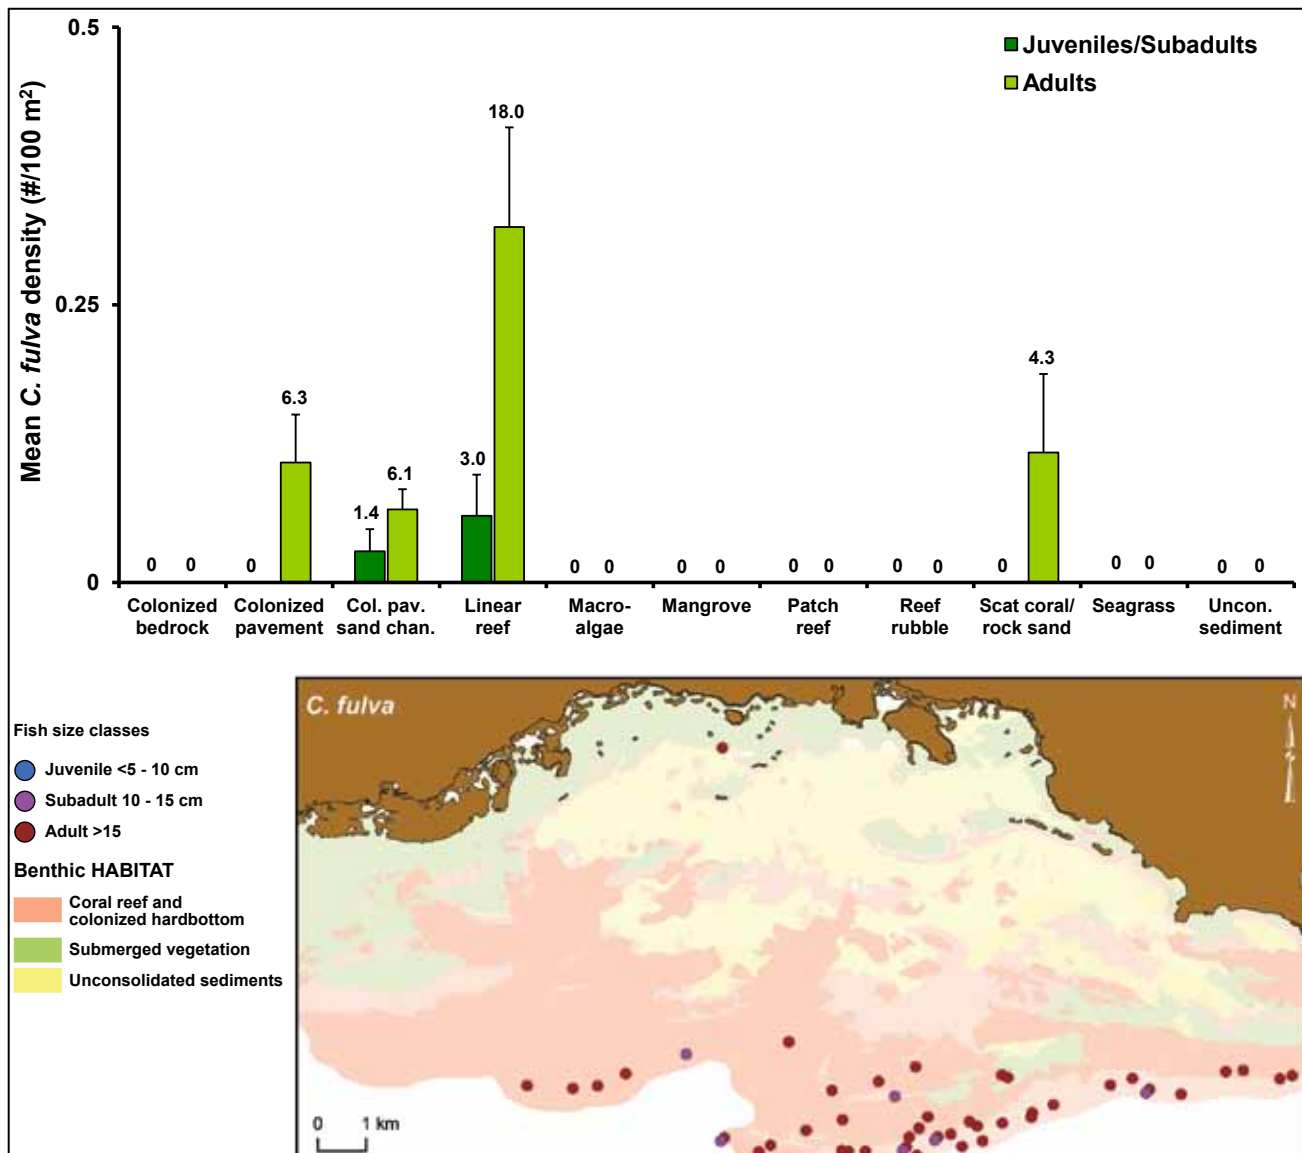 0.5
Juveniles/Subadults
Adults
Mean C. fulva density (#/100 m²)
18.0
0.25
6.3
6.1
1.4
3.0
4.3
0
0 0 0 0 0 0 0 0 0 0 0 0 0 0 0 0
Colonized bedrock
Colonized pavement
Col. pav. sand chan.
Linear reef
Macro-algae
Mangrove
Patch reef
Reef rubble
Scat coral/ rock sand
Seagrass
Uncon. sediment
C. fulva
N
Fish size classes
Juvenile <5 - 10 cm
Subadult 10 - 15 cm
Adult >15
Benthic HABITAT
Coral reef and
colonized hardbottom
Submerged vegetation
Unconsolidated sediments
0 1 km